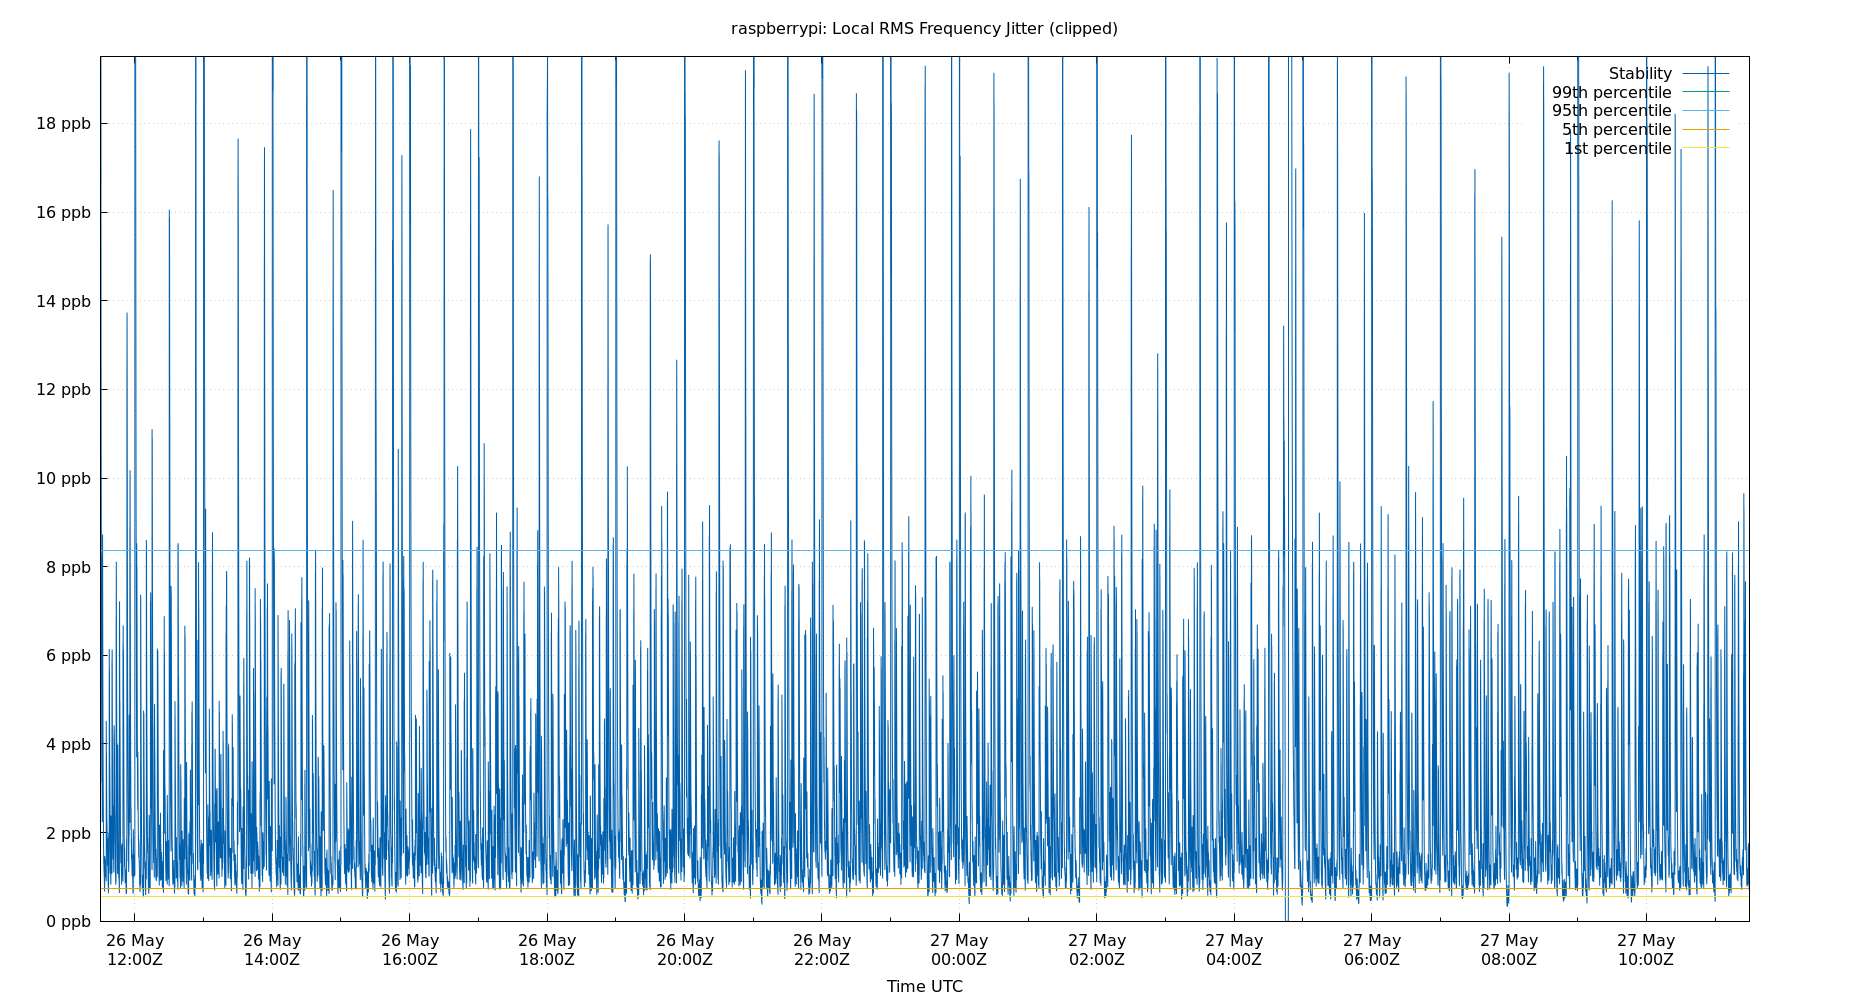 raspberrypi: Local RMS Frequency Jitter (clipped)
Stability
99th percentile
95th percentile
5th percentile
1st percentile
18 ppb
16 ppb
14 ppb
12 ppb
10 ppb
8 ppb
6 ppb
4 ppb
2 ppb
0 ppb
26 May 26 May 26 May 26 May 26 May 26 May 27 May 27 May 27 May 27 May 27 May 27 May
12:00Z 14:00Z 16:00Z 18:00Z 20:00Z 22:00Z 00:00Z 02:00Z 04:00Z 06:00Z 08:00Z 10:00Z
Time UTC